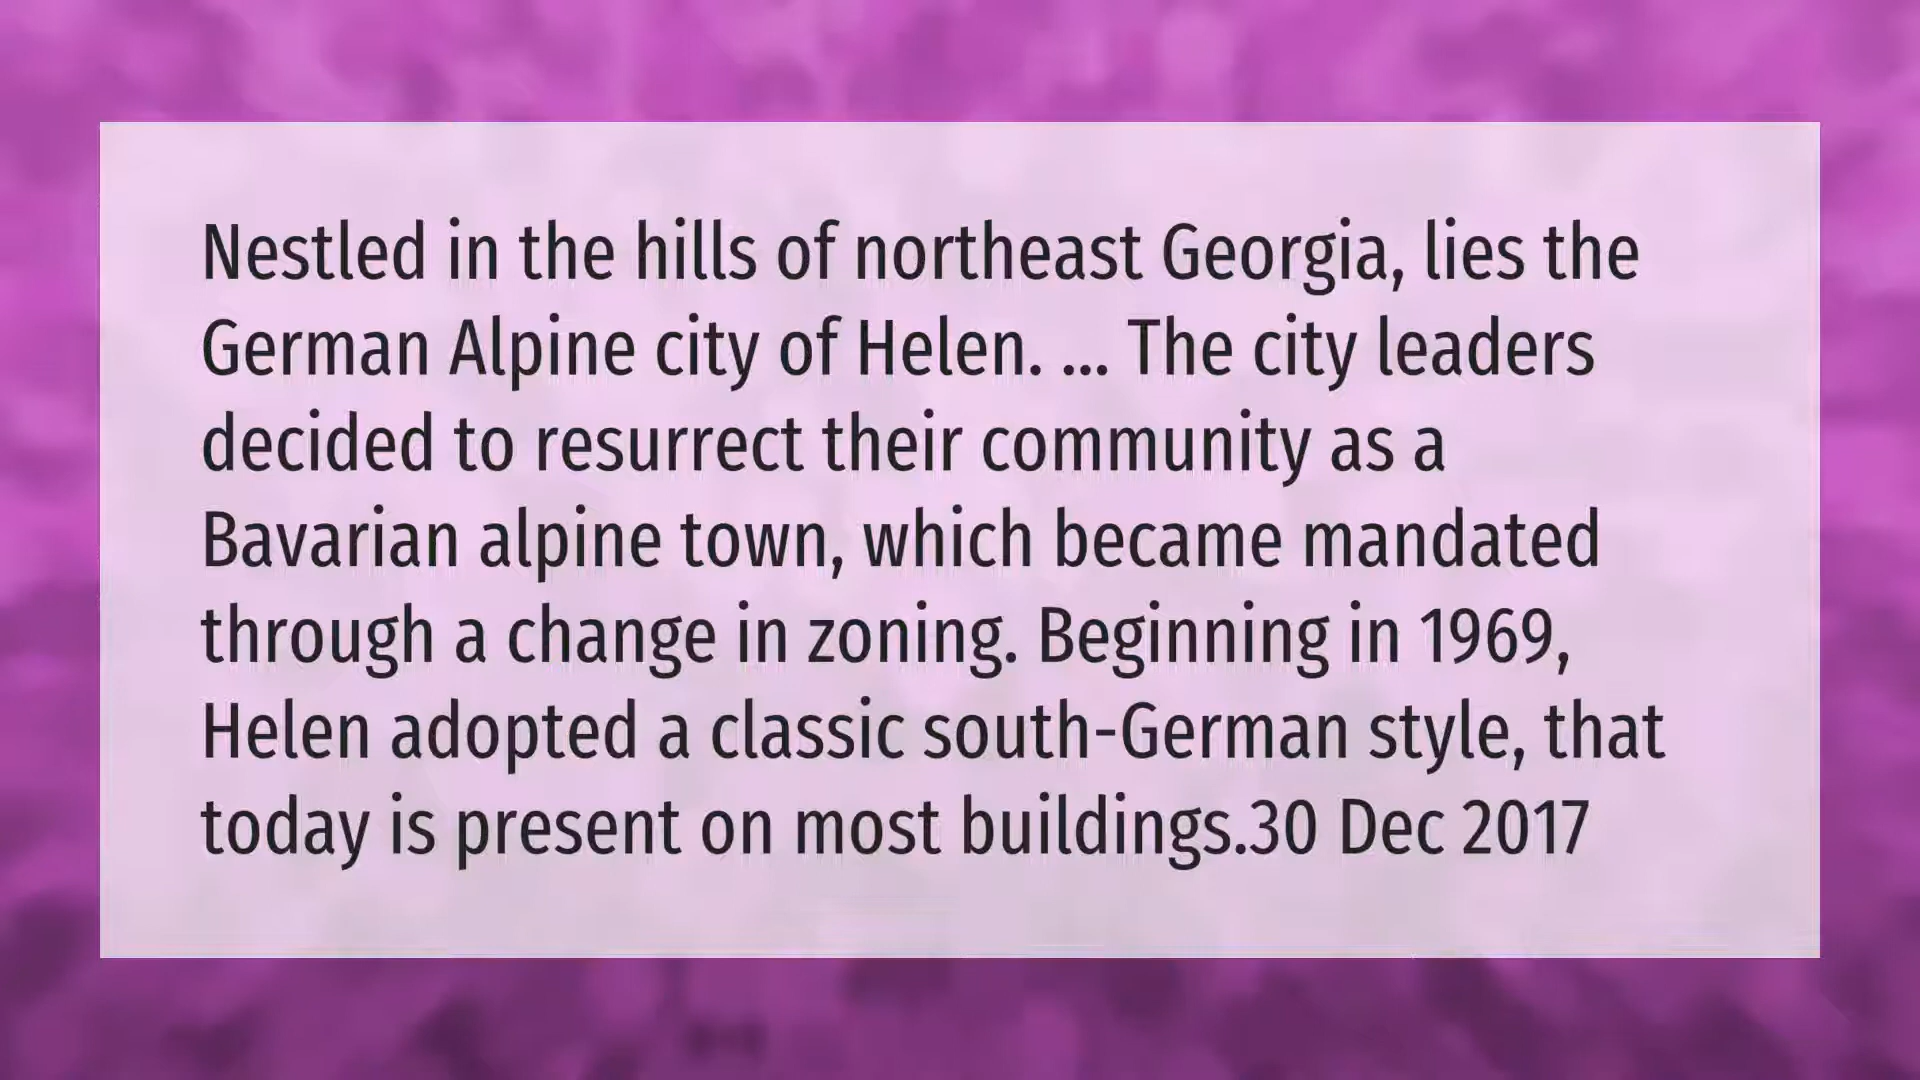 Nestled in the hills of northeast Georgia, lies the
German Alpine city of Helen. ... The city leaders
decided to resurrect their community as a
Bavarian alpine town, which became mandated
through a change in zoning. Beginning in 1969,
Helen adopted a classic south-German style, that
today is present on most buildings.30 Dec 2017